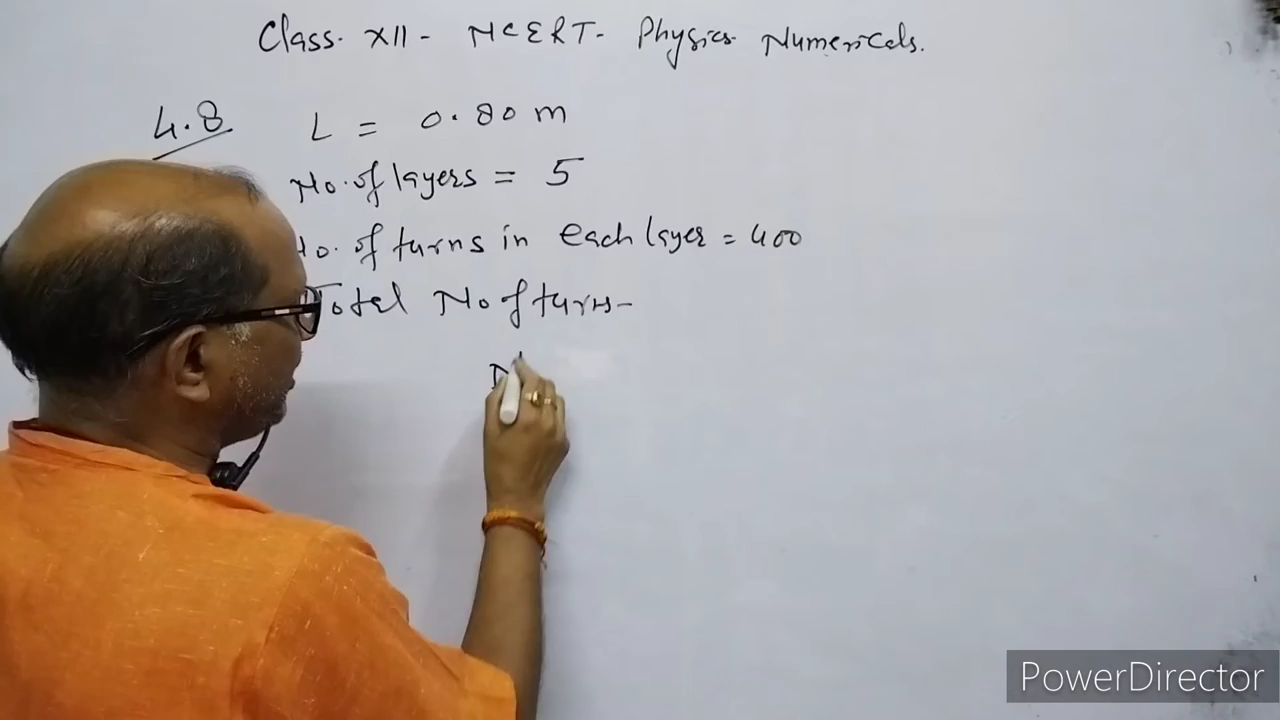 Class. XII - NCERT. Physics Numericals.
4.8 L = 0.80 m
No. of layers = 5
No. of turns in each layer = 400
Total No of turns -
N
PowerDirector